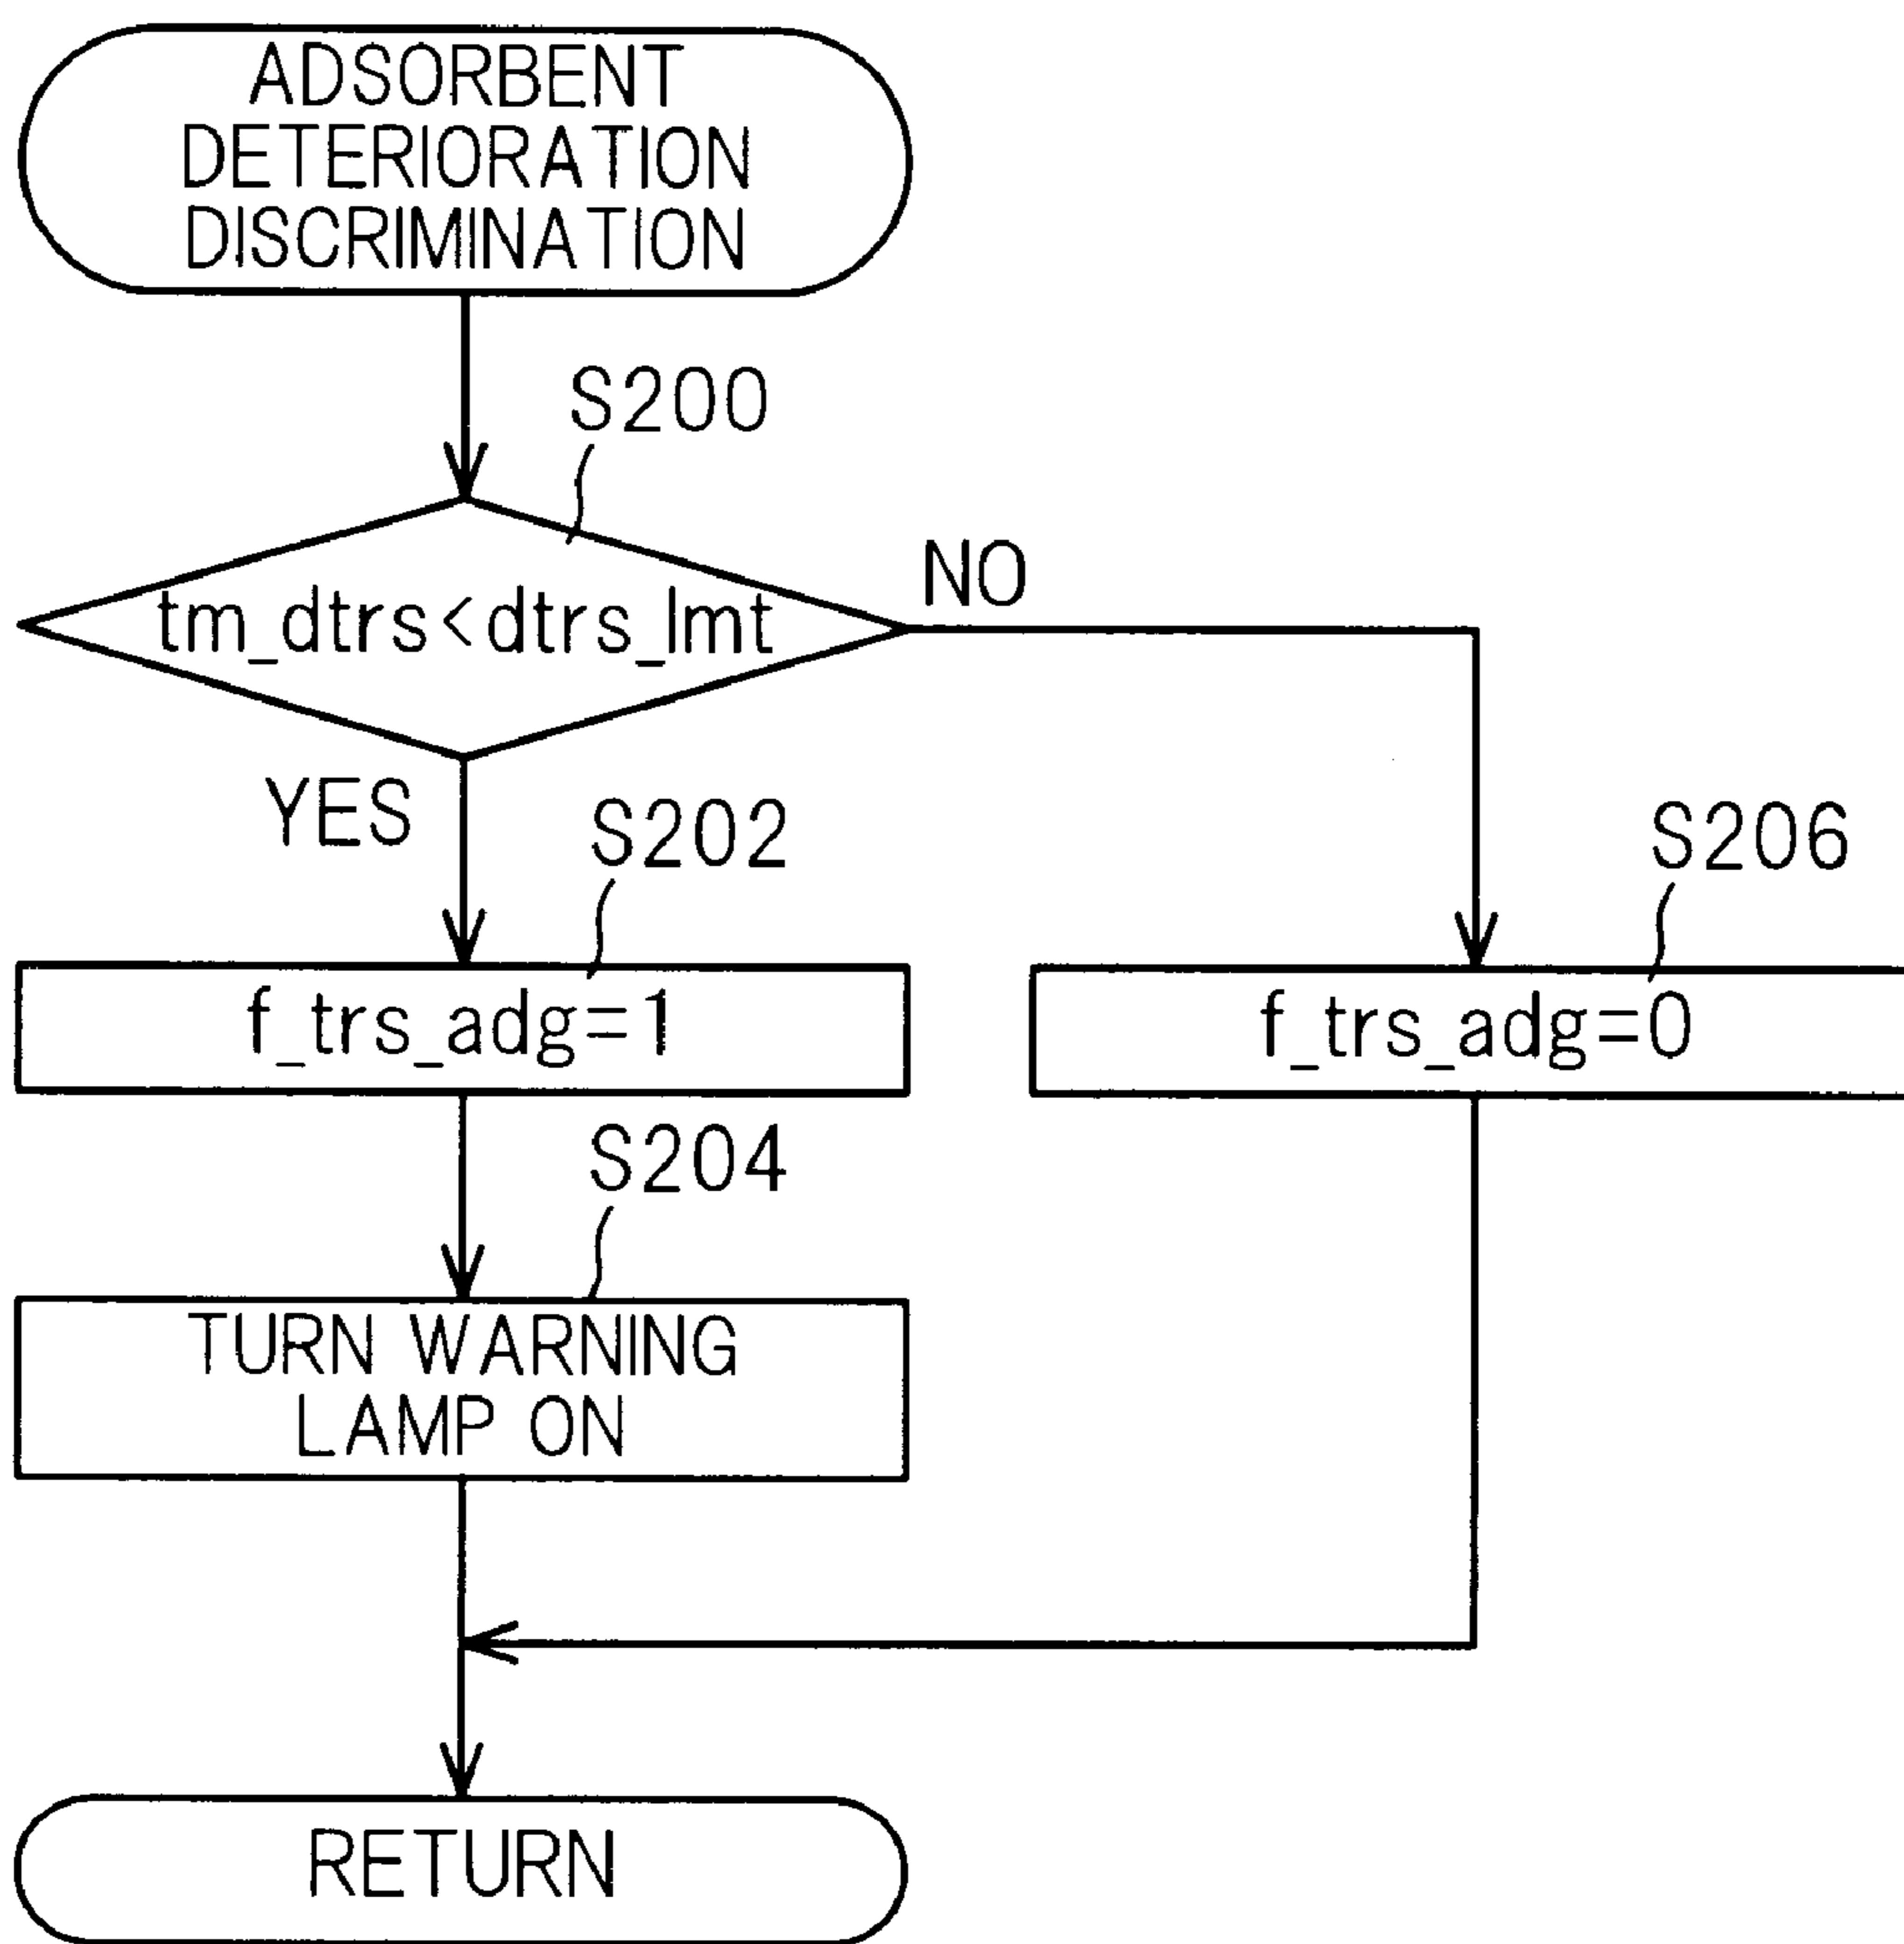 ADSORBENT
DETERIORATION
DISCRIMINATION
S200
tm_dtrs<dtrs_lmt
NO
YES
S202
f_trs_adg=1
S206
f_trs_adg=0
S204
TURN WARNING
LAMP ON
RETURN